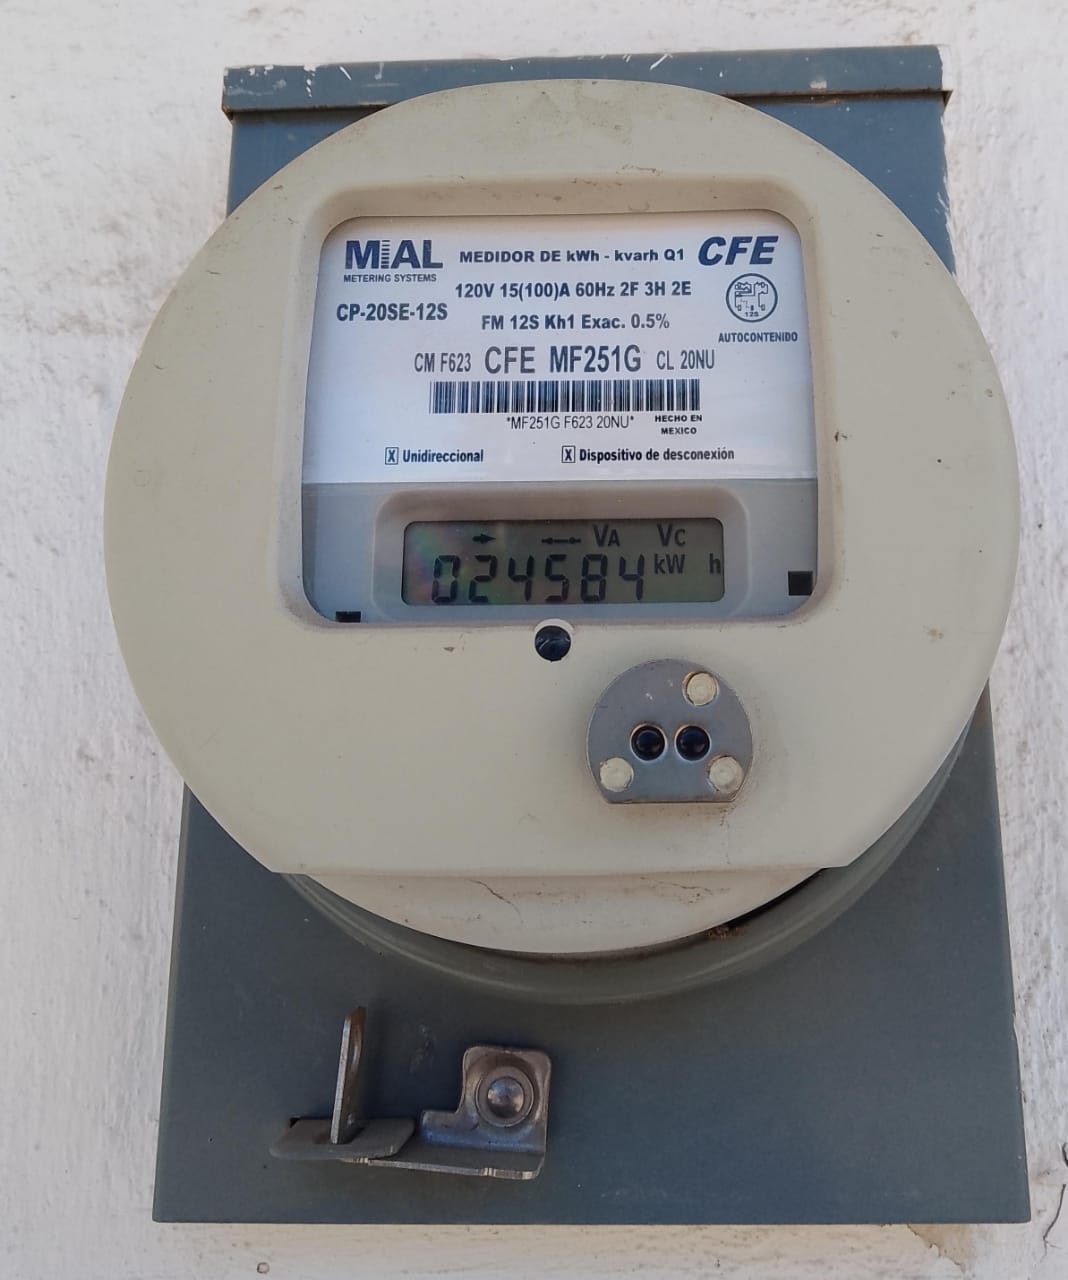 MIAL
METERING SYSTEMS
MEDIDOR DE kWh - kvarh Q1
CFE
120V 15(100)A 60Hz 2F 3H 2E
CP-20SE-12S
FM 12S Kh1 Exac. 0.5%
12S
AUTOCONTENIDO
CM F623 CFE MF251G CL 20NU
*MF251G F623 20NU*
HECHO EN
MEXICO
X Unidireccional
X Dispositivo de desconexión
VA VC
024584 kW h